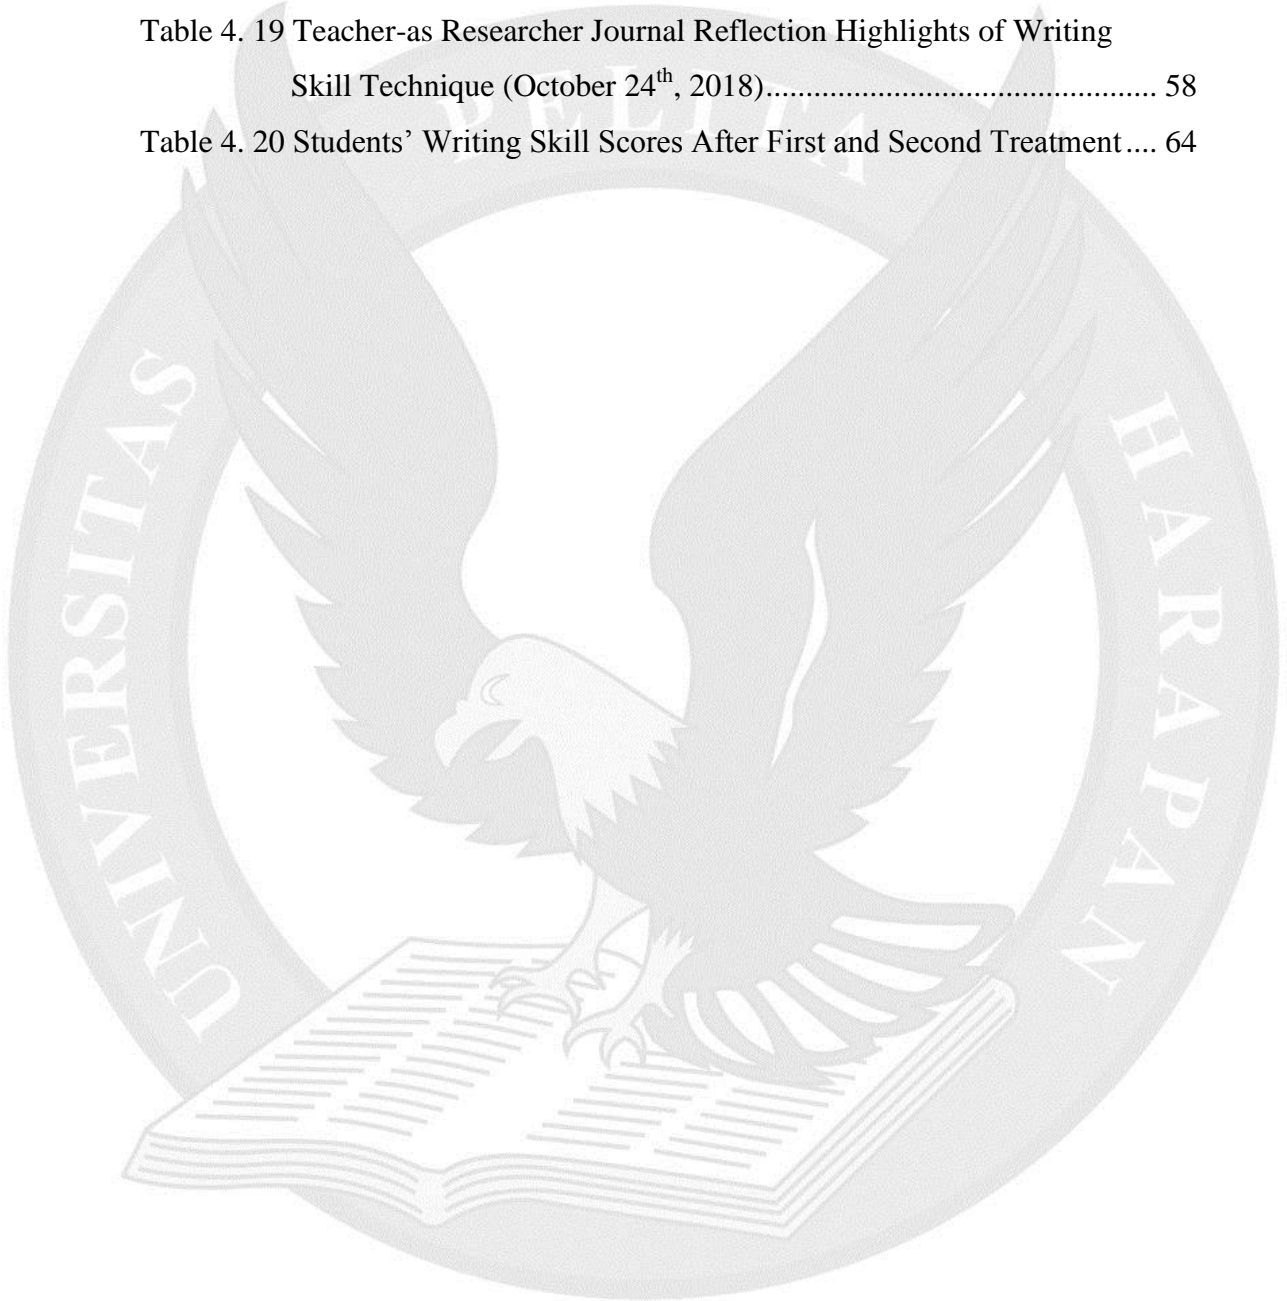 Table 4. 19 Teacher-as Researcher Journal Reflection Highlights of Writing
Skill Technique (October 24th, 2018)................................................. 58
Table 4. 20 Students’ Writing Skill Scores After First and Second Treatment.... 64
UNIVERSITAS PELITA HARAPAN